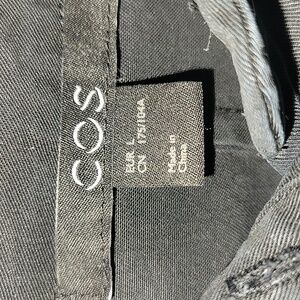 COS
EUR L
CN 175/104A
Made in
China